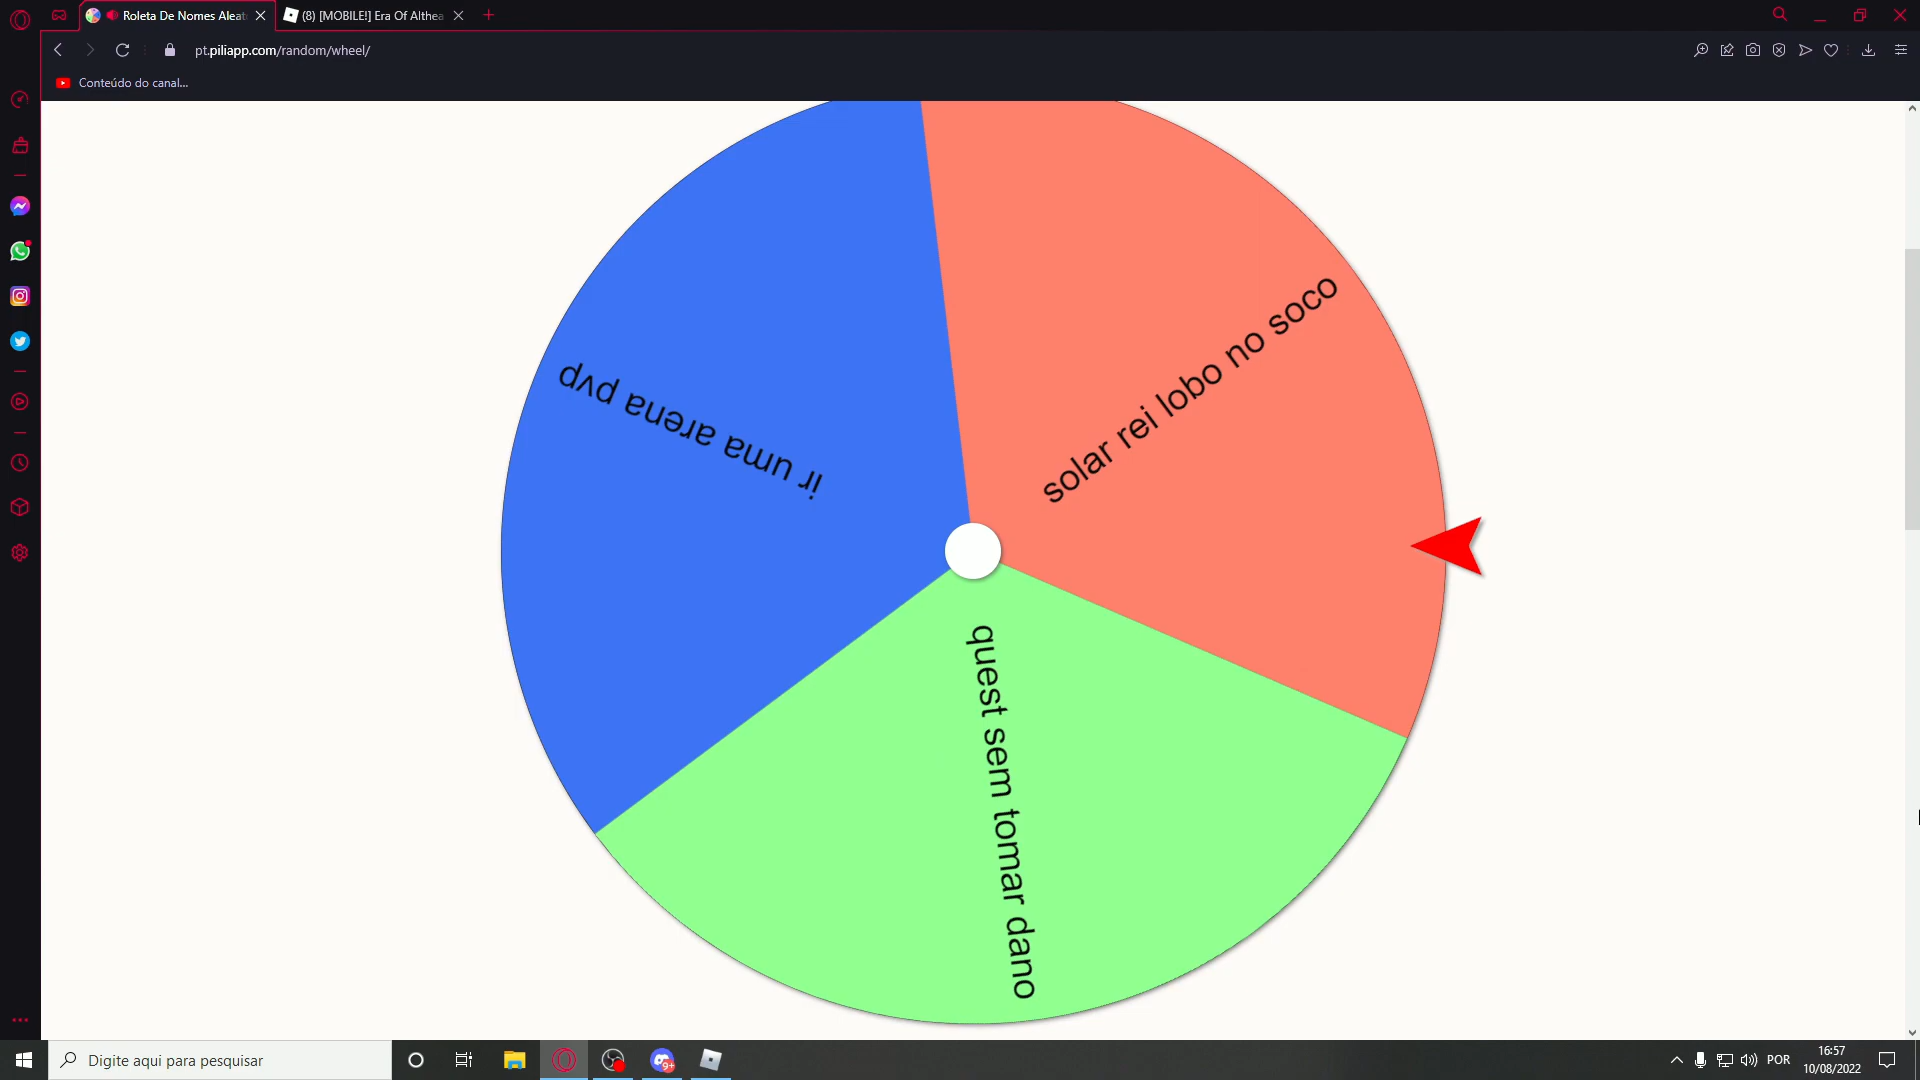 Roleta De Nomes Aleat
(8) [MOBILE!] Era Of Althea
pt.piliapp.com/random/wheel/
Conteúdo do canal...
solar rei lobo no soco
ir uma arena pvp
quest sem tomar dano
Digite aqui para pesquisar
9+
POR
16:57
10/08/2022